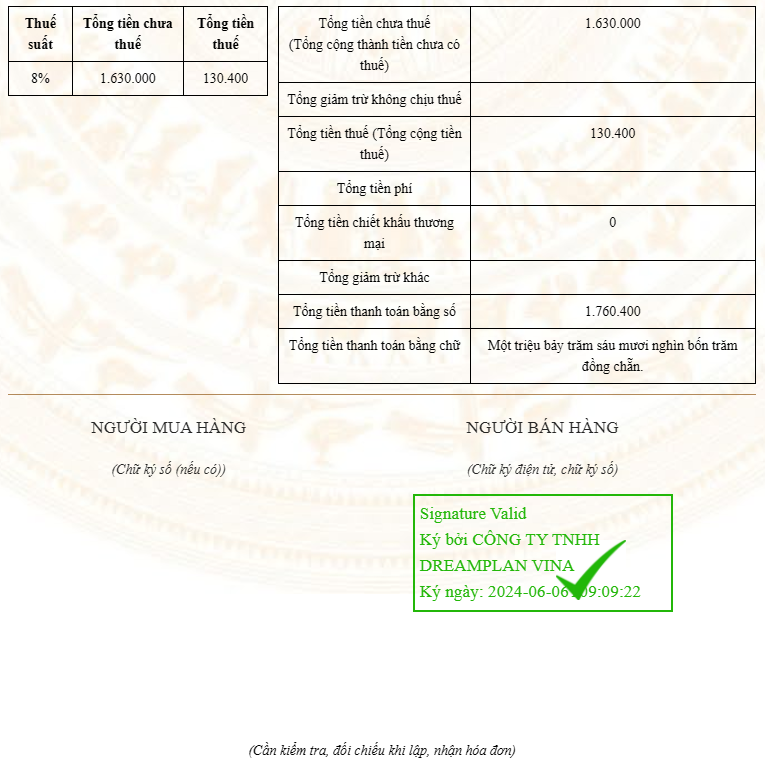 Thuế
suất
Tổng tiền chưa
thuế
Tổng tiền
thuế
8%
1.630.000
130.400
Tổng tiền chưa thuế
(Tổng cộng thành tiền chưa có
thuế)
1.630.000
Tổng giảm trừ không chịu thuế
Tổng tiền thuế (Tổng cộng tiền
thuế)
130.400
Tổng tiền phí
Tổng tiền chiết khấu thương
mại
0
Tổng giảm trừ khác
Tổng tiền thanh toán bằng số
1.760.400
Tổng tiền thanh toán bằng chữ
Một triệu bảy trăm sáu mươi nghìn bốn trăm
đồng chẵn.
NGƯỜI MUA HÀNG
(Chữ ký số (nếu có))
NGƯỜI BÁN HÀNG
(Chữ ký điện tử, chữ ký số)
Signature Valid
Ký bởi CÔNG TY TNHH
DREAMPLAN VINA
Ký ngày: 2024-06-06T09:09:22
(Cần kiểm tra, đối chiếu khi lập, nhận hóa đơn)